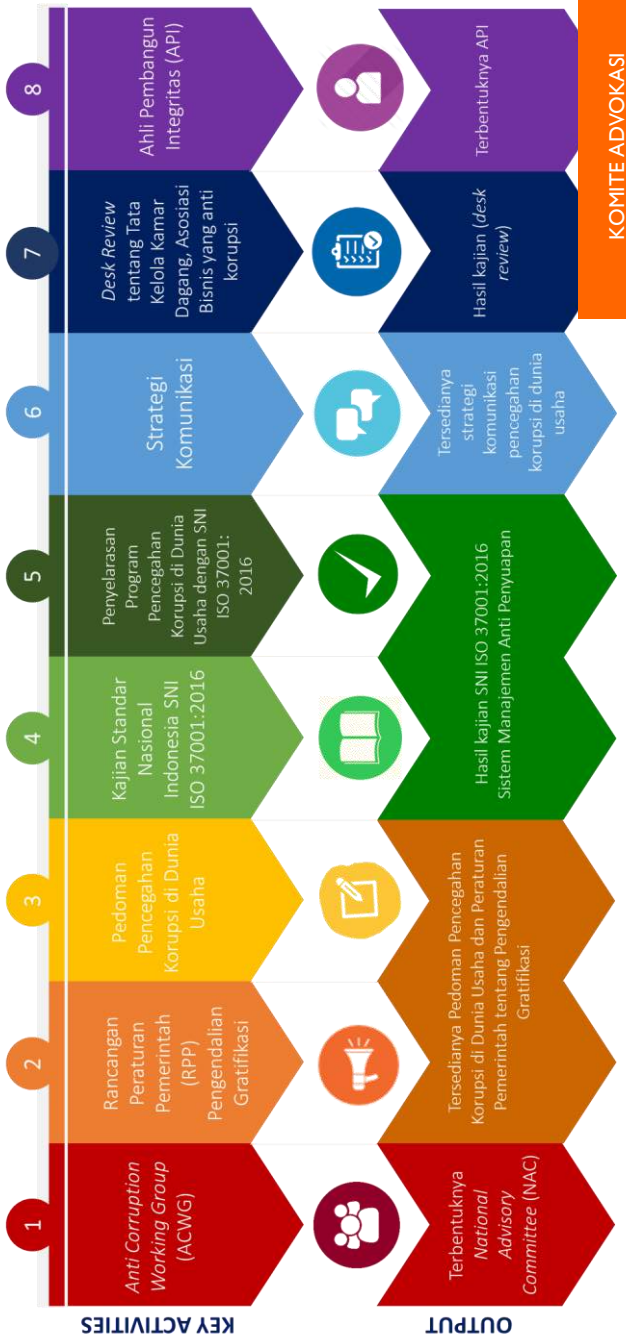 1
2
3
4
5
6
7
8
KEY ACTIVITIES
Anti Corruption
Working Group
(ACWG)
Rancangan
Peraturan
Pemerintah
(RPP)
Pengendalian
Gratifikasi
Pedoman
Pencegahan
Korupsi di Dunia
Usaha
Kajian Standar
Nasional
Indonesia SNI
ISO 37001:2016
Penyelarasan
Program
Pencegahan
Korupsi di Dunia
Usaha dengan SNI
ISO 37001:
2016
Strategi
Komunikasi
Desk Review
tentang Tata
Kelola Kamar
Dagang, Asosiasi
Bisnis yang anti
korupsi
Ahli Pembangun
Integritas (API)
OUTPUT
Terbentuknya
National
Advisory
Committee (NAC)
Tersedianya Pedoman Pencegahan
Korupsi di Dunia Usaha dan Peraturan
Pemerintah tentang Pengendalian
Gratifikasi
Hasil kajian SNI ISO 37001:2016
Sistem Manajemen Anti Penyuapan
Tersedianya
strategi
komunikasi
pencegahan
korupsi di dunia
usaha
Hasil kajian (desk
review)
Terbentuknya API
KOMITE ADVOKASI